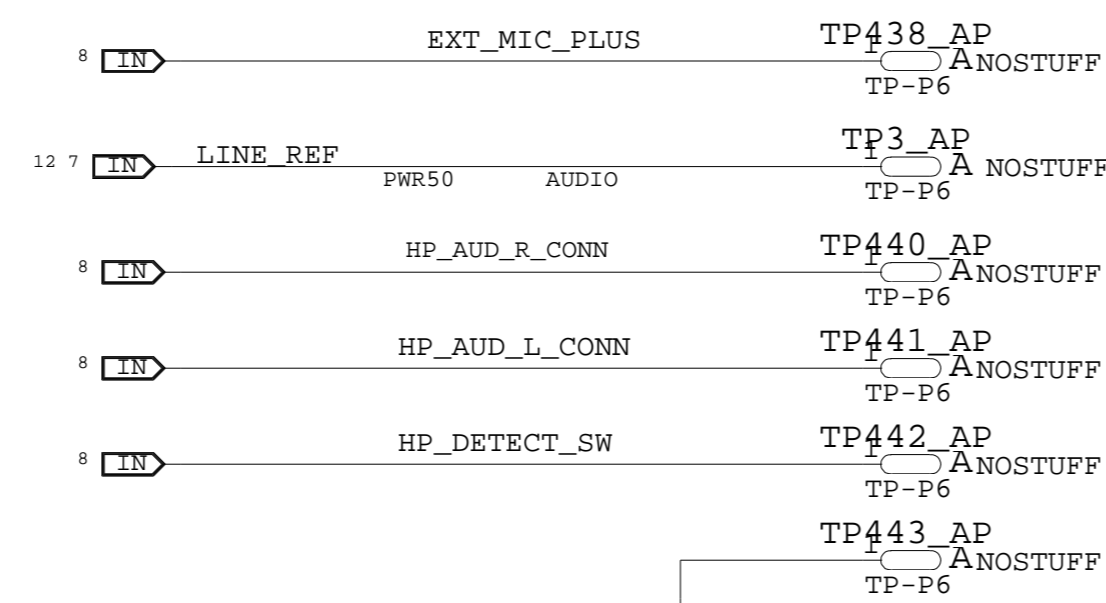 EXT_MIC_PLUS TP438_AP
8 IN 1 A NOSTUFF
TP-P6
LINE_REF TP3_AP
12 7 IN 1 A NOSTUFF
PWR50 AUDIO TP-P6
HP_AUD_R_CONN TP440_AP
8 IN 1 A NOSTUFF
TP-P6
HP_AUD_L_CONN TP441_AP
8 IN 1 A NOSTUFF
TP-P6
HP_DETECT_SW TP442_AP
8 IN 1 A NOSTUFF
TP-P6
TP443_AP
1 A NOSTUFF
TP-P6